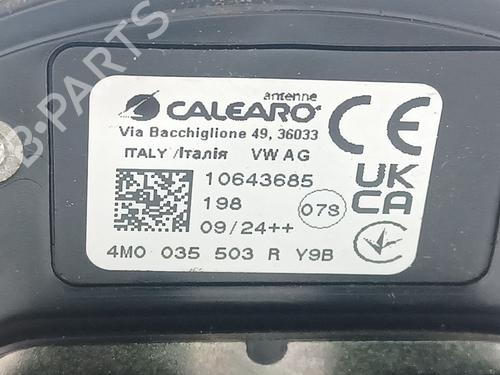 B-PARTS
antenne
CALEARO
Via Bacchiglione 49, 36033
ITALY /Італія VW AG
CE
10643685
198
07S
09/24++
UK
CA
4M0 035 503 R Y9B